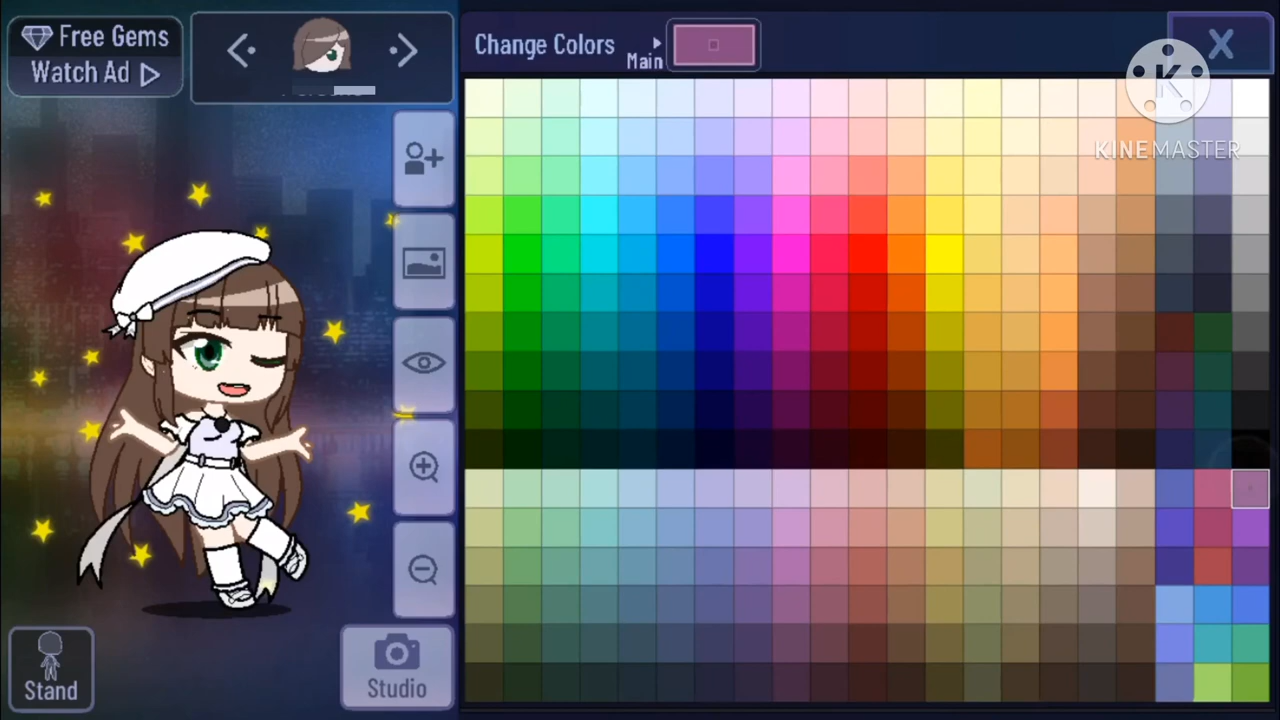 Free Gems
Watch Ad
Change Colors
Main
X
K
KINEMASTER
Stand
Studio